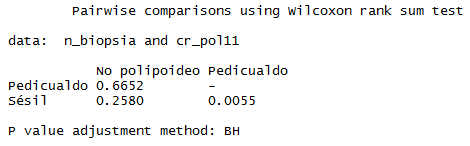 Pairwise comparisons using Wilcoxon rank sum test
data: n_biopsia and cr_pol11
No polipoideo Pedicualdo
Pedicualdo 0.6652 -
Sésil 0.2580 0.0055
P value adjustment method: BH